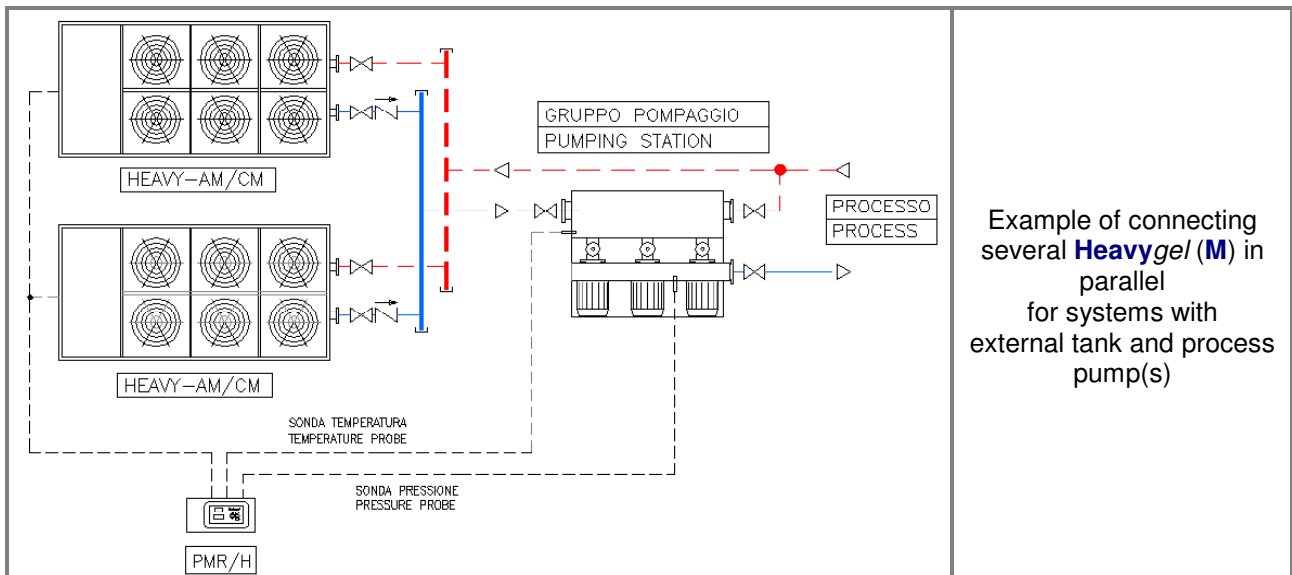 GRUPPO POMPAGGIO
PUMPING STATION
HEAVY-AM/CM
PROCESSO
PROCESS
HEAVY-AM/CM
SONDA TEMPERATURA
TEMPERATURE PROBE
SONDA PRESSIONE
PRESSURE PROBE
PMR/H
Example of connecting
several Heavygel (M) in
parallel
for systems with
external tank and process
pump(s)